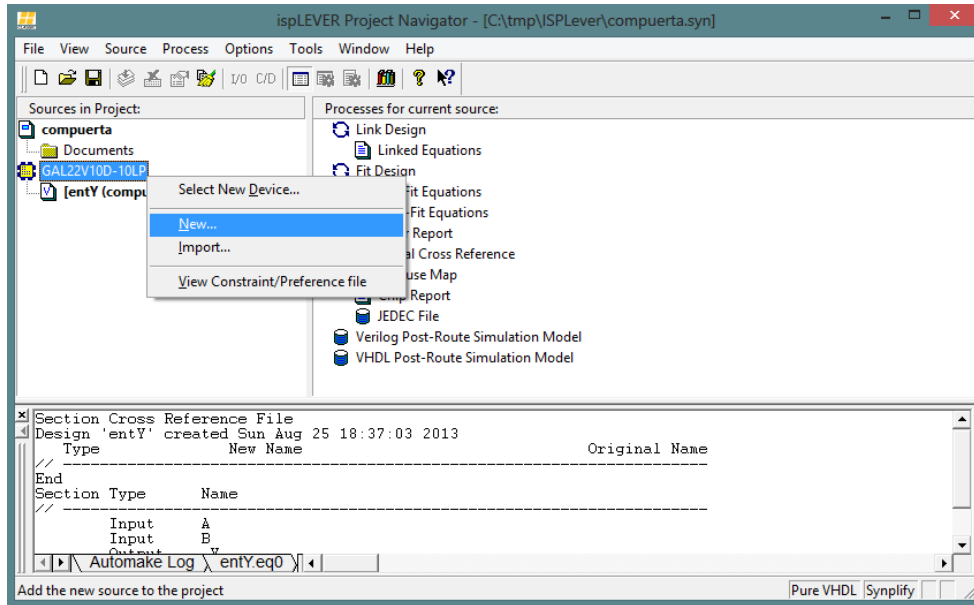 ispLEVER Project Navigator - [C:\tmp\ISPLever\compuerta.syn]
File View Source Process Options Tools Window Help
I/O C/D
Sources in Project:
compuerta
Documents
GAL22V10D-10LP
[entY (compu
Select New Device...
New...
Import...
View Constraint/Preference file
Processes for current source:
Link Design
Linked Equations
Fit Design
Fit Equations
-Fit Equations
Report
al Cross Reference
use Map
Chip Report
JEDEC File
Verilog Post-Route Simulation Model
VHDL Post-Route Simulation Model
Section Cross Reference File
Design 'entY' created Sun Aug 25 18:37:03 2013
Type New Name Original Name
// ----------------------------------------------------------------
End
Section Type Name
// ----------------------------------------------------------------
Input A
Input B
Output Y
Automake Log entY.eq0
Add the new source to the project
Pure VHDL Synplify